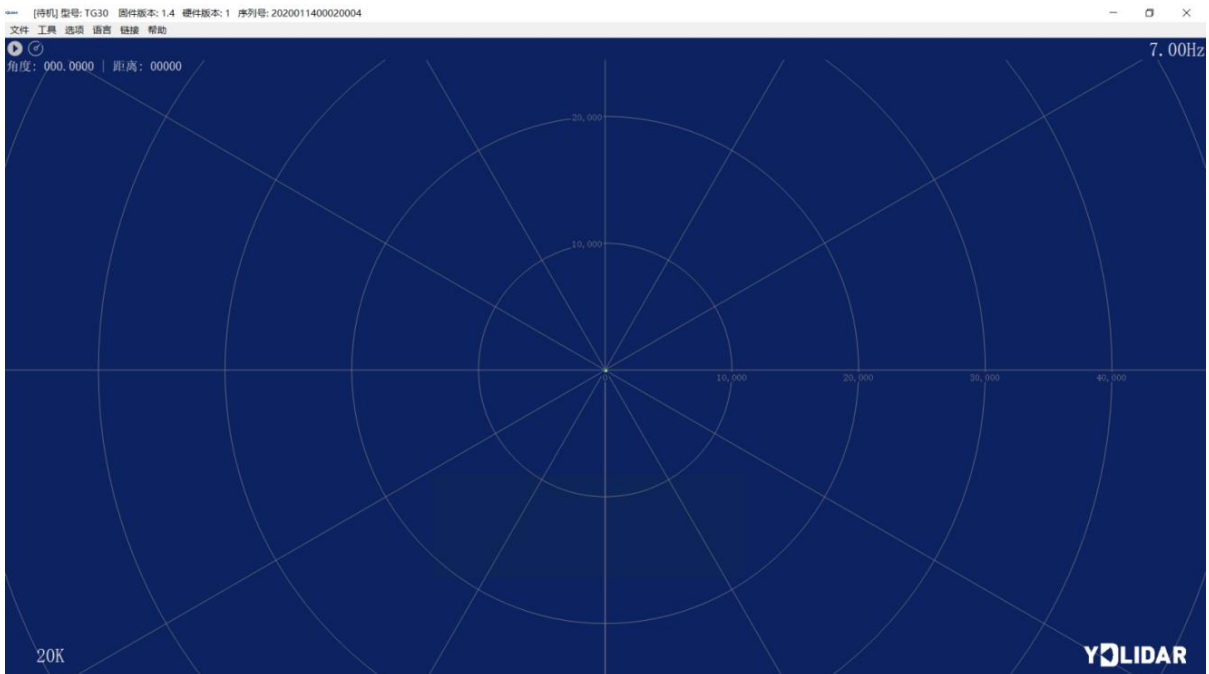 [待机] 型号: TG30 固件版本: 1.4 硬件版本: 1 序列号: 2020011400020004
文件 工具 选项 语言 链接 帮助
7.00Hz
角度: 000.0000 | 距离: 00000
20,000
10,000
0 10,000 20,000 30,000 40,000
20K
YDLIDAR